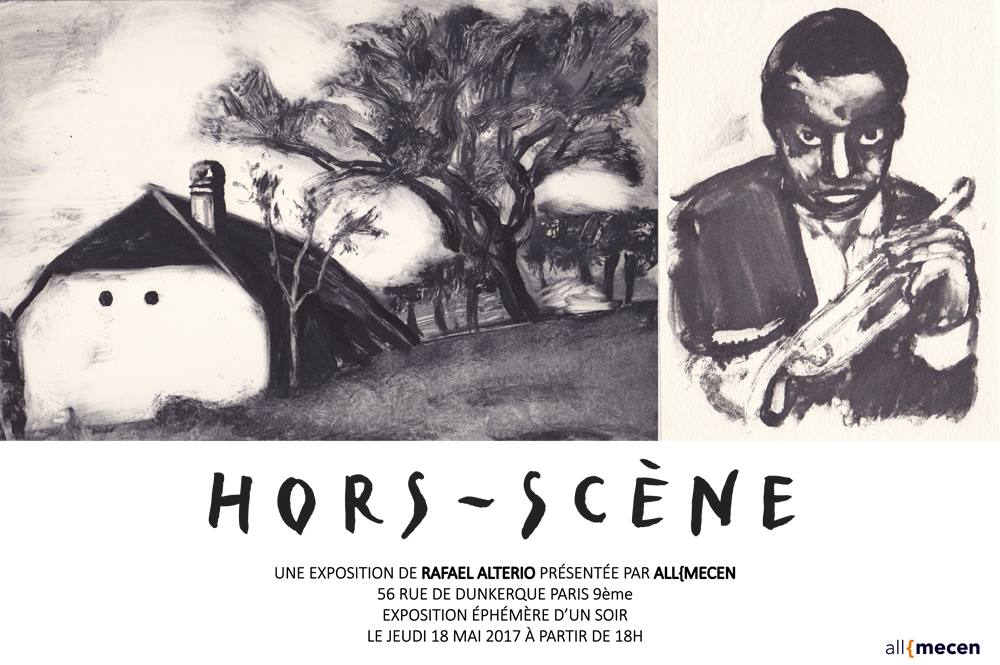 HORS-SCÈNE
UNE EXPOSITION DE RAFAEL ALTERIO PRÉSENTÉE PAR ALL{MECEN
56 RUE DE DUNKERQUE PARIS 9ème
EXPOSITION ÉPHÉMÈRE D'UN SOIR
LE JEUDI 18 MAI 2017 À PARTIR DE 18H
all{mecen